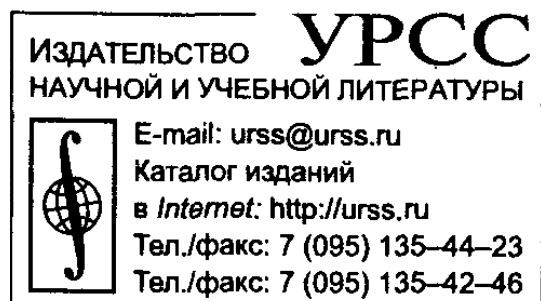 Издательство УРСС
научной и учебной литературы
E-mail: urss@urss.ru
Каталог изданий
в Internet: http://urss.ru
Тел./факс: 7 (095) 135–44–23
Тел./факс: 7 (095) 135–42–46